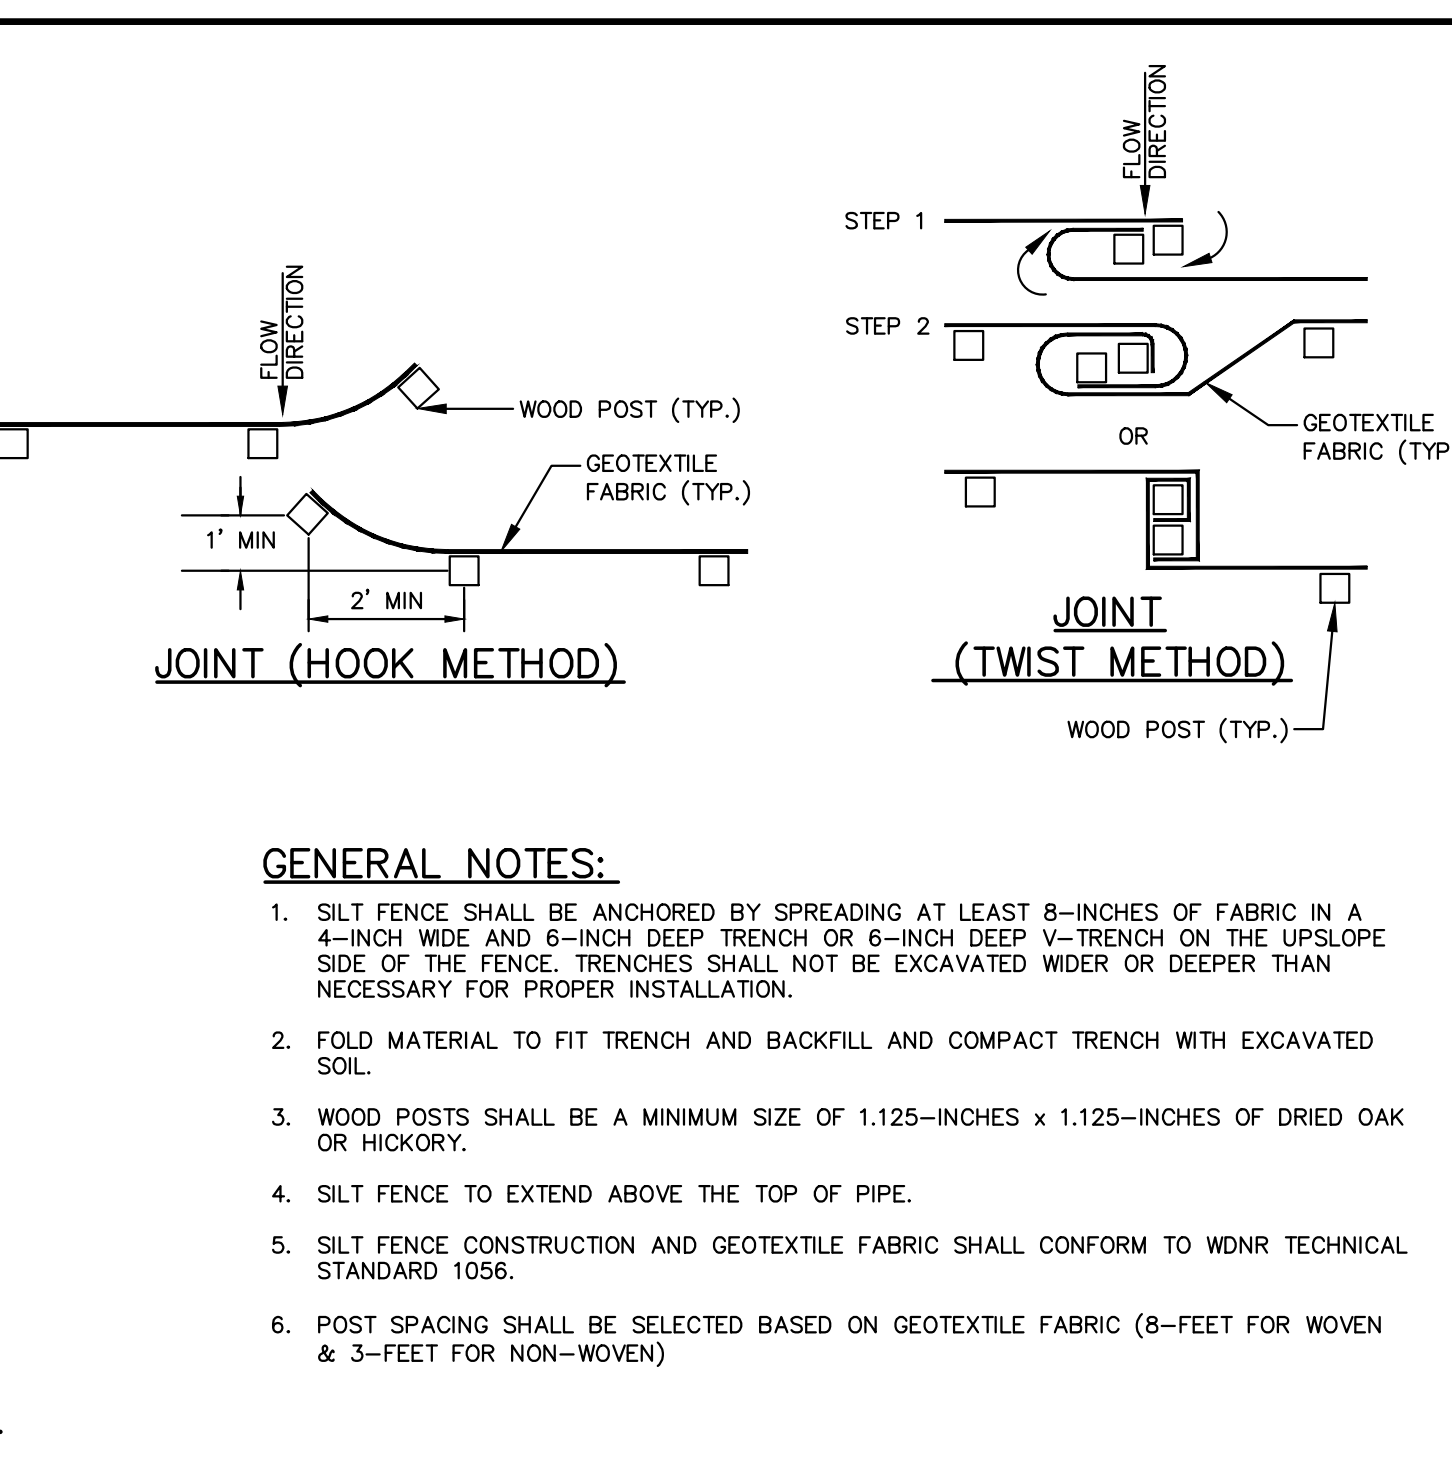 FLOW
DIRECTION
WOOD POST (TYP.)
GEOTEXTILE
FABRIC (TYP.)
1' MIN
2' MIN
JOINT (HOOK METHOD)
FLOW
DIRECTION
STEP 1
STEP 2
GEOTEXTILE
FABRIC (TYP
OR
JOINT
(TWIST METHOD)
WOOD POST (TYP.)
GENERAL NOTES:
1. SILT FENCE SHALL BE ANCHORED BY SPREADING AT LEAST 8–INCHES OF FABRIC IN A
4–INCH WIDE AND 6–INCH DEEP TRENCH OR 6–INCH DEEP V–TRENCH ON THE UPSLOPE
SIDE OF THE FENCE. TRENCHES SHALL NOT BE EXCAVATED WIDER OR DEEPER THAN
NECESSARY FOR PROPER INSTALLATION.
2. FOLD MATERIAL TO FIT TRENCH AND BACKFILL AND COMPACT TRENCH WITH EXCAVATED
SOIL.
3. WOOD POSTS SHALL BE A MINIMUM SIZE OF 1.125–INCHES x 1.125–INCHES OF DRIED OAK
OR HICKORY.
4. SILT FENCE TO EXTEND ABOVE THE TOP OF PIPE.
5. SILT FENCE CONSTRUCTION AND GEOTEXTILE FABRIC SHALL CONFORM TO WDNR TECHNICAL
STANDARD 1056.
6. POST SPACING SHALL BE SELECTED BASED ON GEOTEXTILE FABRIC (8–FEET FOR WOVEN
& 3–FEET FOR NON–WOVEN)